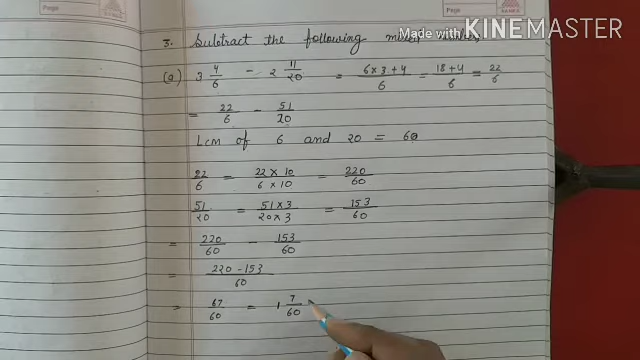 Page
Page
Made with KINEMASTER
3. Subtract the following mixed
(a) 3 4/6 - 2 11/20 = (6 x 3 + 4)/6 = (18 + 4)/6 = 22/6
= 22/6 - 51/20
Lcm of 6 and 20 = 60
22/6 = (22 x 10)/(6 x 10) = 220/60
51/20 = (51 x 3)/(20 x 3) = 153/60
= 220/60 - 153/60
= (220 - 153)/60
= 67/60 = 1 7/60